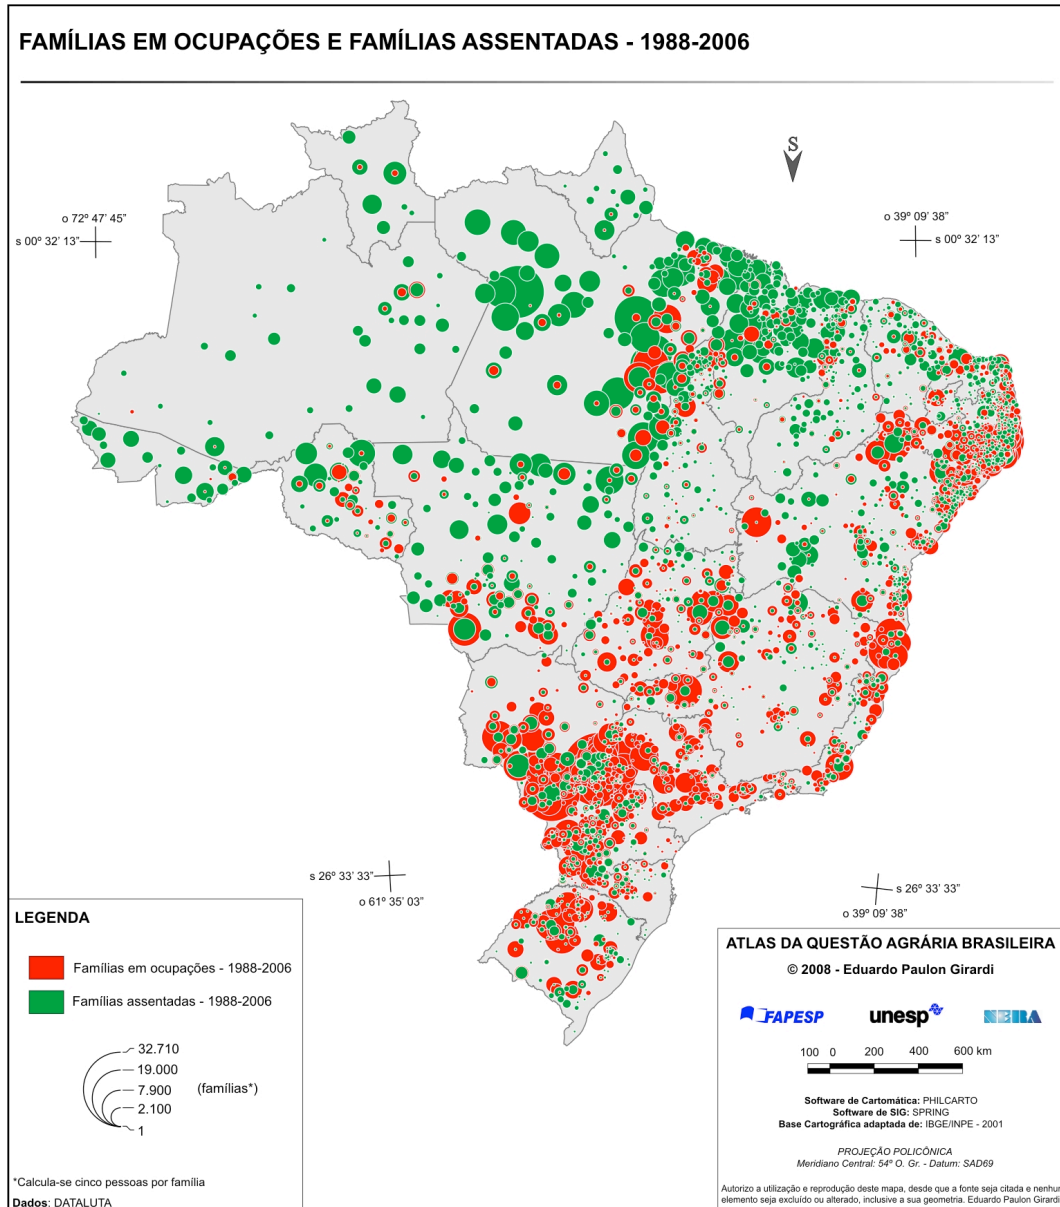 FAMÍLIAS EM OCUPAÇÕES E FAMÍLIAS ASSENTADAS - 1988-2006
S
o 72º 47' 45"
s 00º 32' 13"
o 39º 09' 38"
s 00º 32' 13"
s 26º 33' 33"
o 61º 35' 03"
s 26º 33' 33"
o 39º 09' 38"
LEGENDA
Famílias em ocupações - 1988-2006
Famílias assentadas - 1988-2006
32.710
19.000
7.900
2.100
1
(famílias*)
*Calcula-se cinco pessoas por família
Dados: DATALUTA
ATLAS DA QUESTÃO AGRÁRIA BRASILEIRA
© 2008 - Eduardo Paulon Girardi
FAPESP unesp NERA
100 0 200 400 600 km
Software de Cartomática: PHILCARTO
Software de SIG: SPRING
Base Cartográfica adaptada de: IBGE/INPE - 2001
PROJEÇÃO POLICÔNICA
Meridiano Central: 54º O. Gr. - Datum: SAD69
Autorizo a utilização e reprodução deste mapa, desde que a fonte seja citada e nenhum
elemento seja excluído ou alterado, inclusive a sua geometria. Eduardo Paulon Girardi